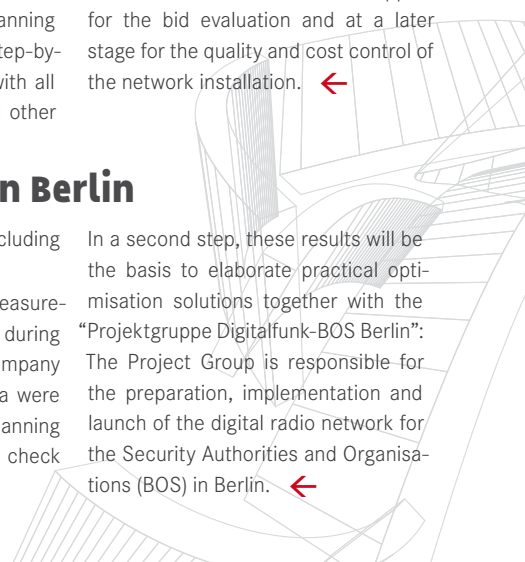 anning
tep-by-
with all
other
for the bid evaluation and at a later
stage for the quality and cost control of
the network installation.
n Berlin
cluding
easure-
during
mpany
a were
anning
check
In a second step, these results will be
the basis to elaborate practical opti-
misation solutions together with the
“Projektgruppe Digitalfunk-BOS Berlin”:
The Project Group is responsible for
the preparation, implementation and
launch of the digital radio network for
the Security Authorities and Organisa-
tions (BOS) in Berlin.